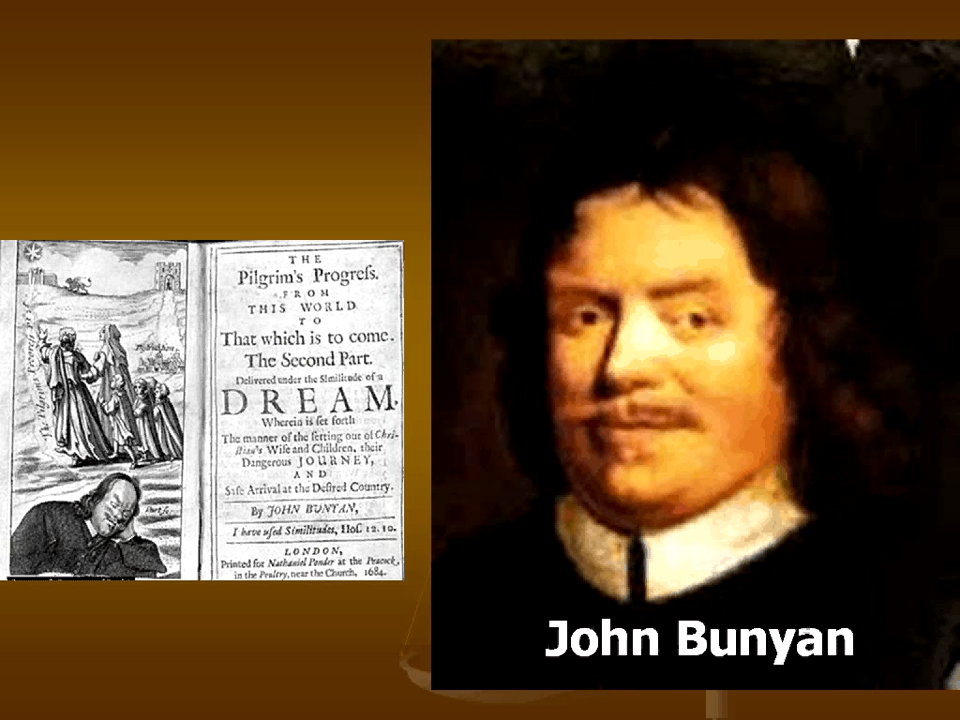 THE
Pilgrim's Progreſs.
FROM
THIS WORLD
TO
That which is to come.
The Second Part.
Delivered under the Similitude of a
DREAM,
Wherein is ſet forth
The manner of the ſetting out of Chri-
ſtian's Wife and Children, their
Dangerous JOURNEY,
AND
Safe Arrival at the Deſired Country.
By JOHN BUNYAN,
I have uſed Similitudes, Hoſ. 12. 10.
LONDON,
Printed for Nathaniel Ponder at the Peacock,
in the Poultry, near the Church, 1684.
John Bunyan